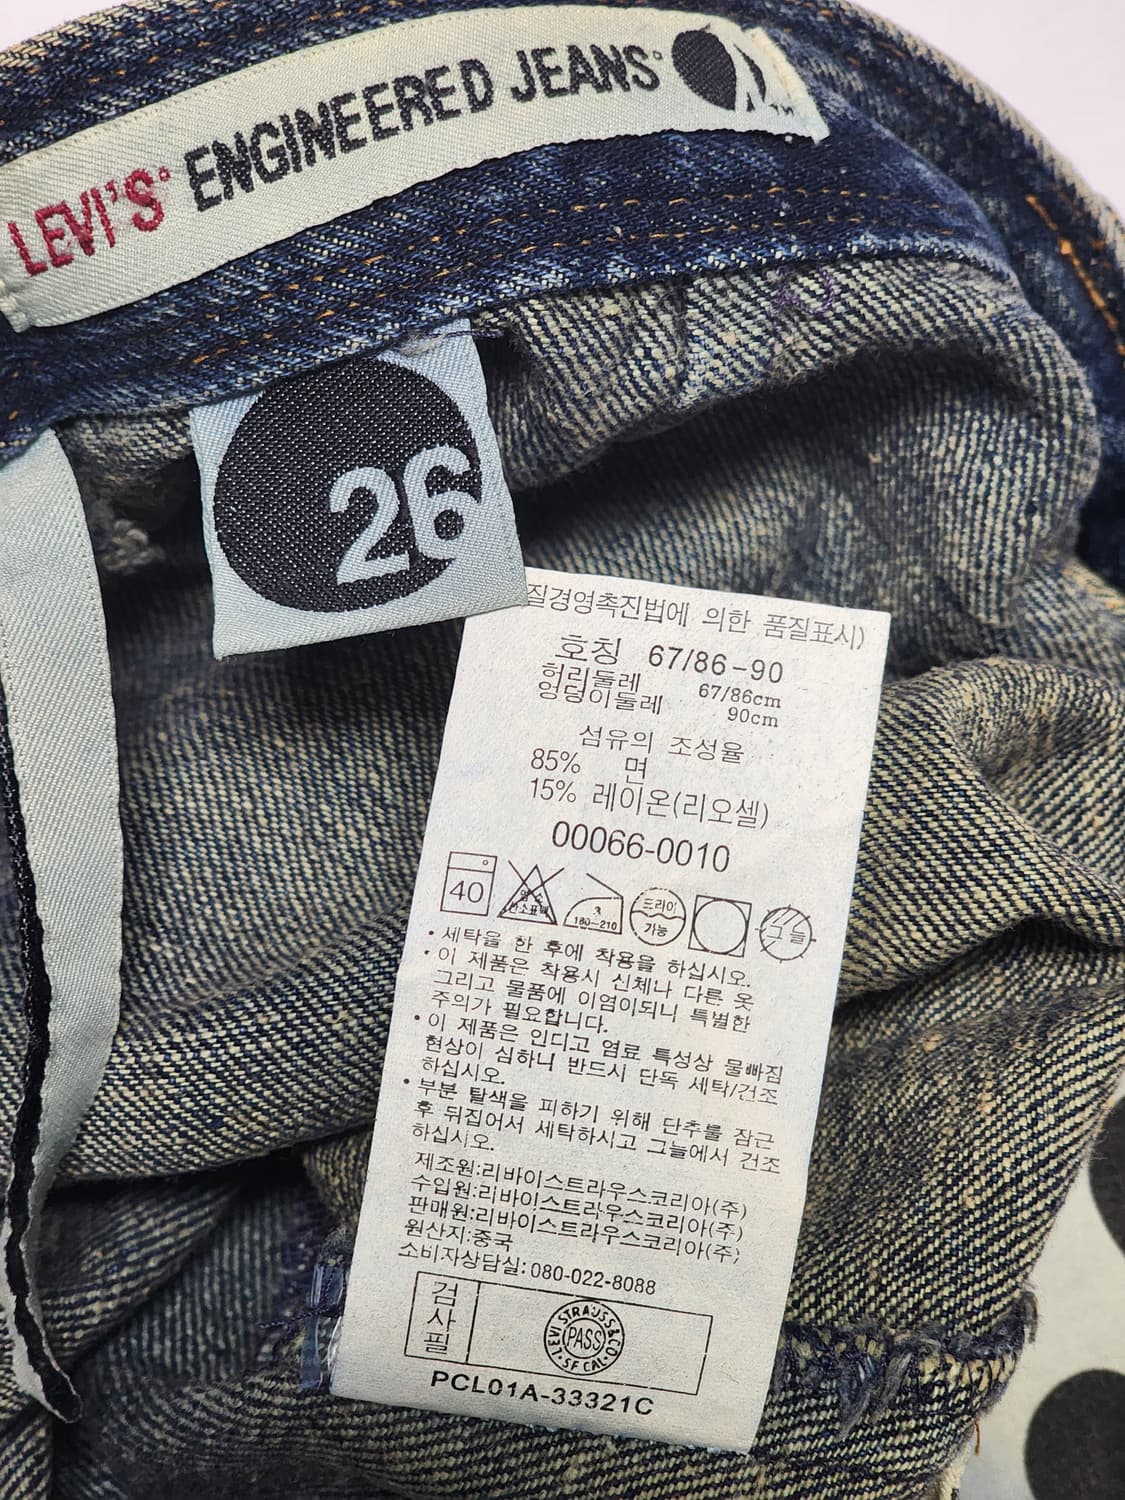 LEVI'S® ENGINEERED JEANS®
26
질경영촉진법에 의한 품질표시)
호칭 67/86-90
허리둘레 67/86cm
엉덩이둘레 90cm
섬유의 조성율
85% 면
15% 레이온(리오셀)
00066-0010
40
염소표백
180~210
드라이
가능
그늘
• 세탁을 한 후에 착용을 하십시오.
• 이 제품은 착용시 신체나 다른 옷
그리고 물품에 이염이되니 특별한
주의가 필요합니다.
• 이 제품은 인디고 염료 특성상 물빠짐
현상이 심하니 반드시 단독 세탁/건조
하십시오.
• 부분 탈색을 피하기 위해 단추를 잠근
후 뒤집어서 세탁하시고 그늘에서 건조
하십시오.
제조원:리바이스트라우스코리아(주)
수입원:리바이스트라우스코리아(주)
판매원:리바이스트라우스코리아(주)
원산지:중국
소비자상담실:080-022-8088
검사필
LEVI STRAUSS & CO
PASS
S F CAL
PCL01A-33321C